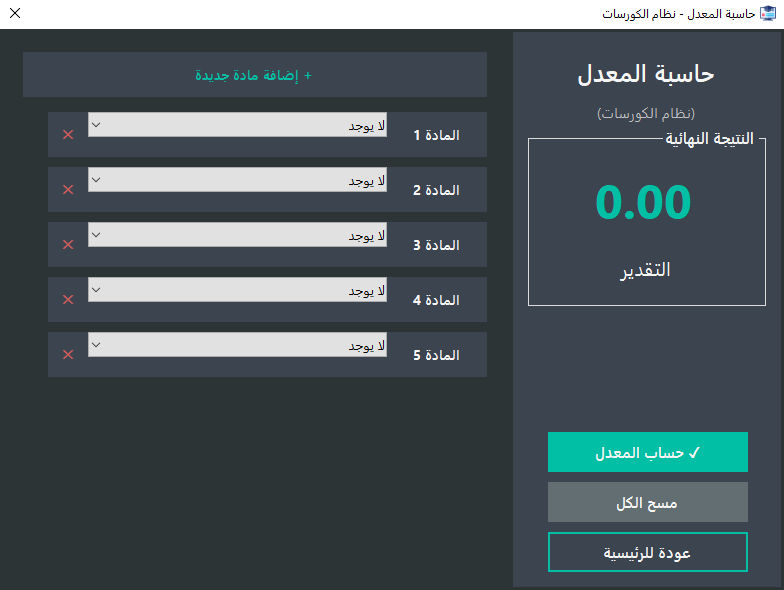 حاسبة المعدل - نظام الكورسات
حاسبة المعدل
(نظام الكورسات)
النتيجة النهائية
0.00
التقدير
✓ حساب المعدل
مسح الكل
عودة للرئيسية
+ إضافة مادة جديدة
المادة 1
لا يوجد
المادة 2
لا يوجد
المادة 3
لا يوجد
المادة 4
لا يوجد
المادة 5
لا يوجد